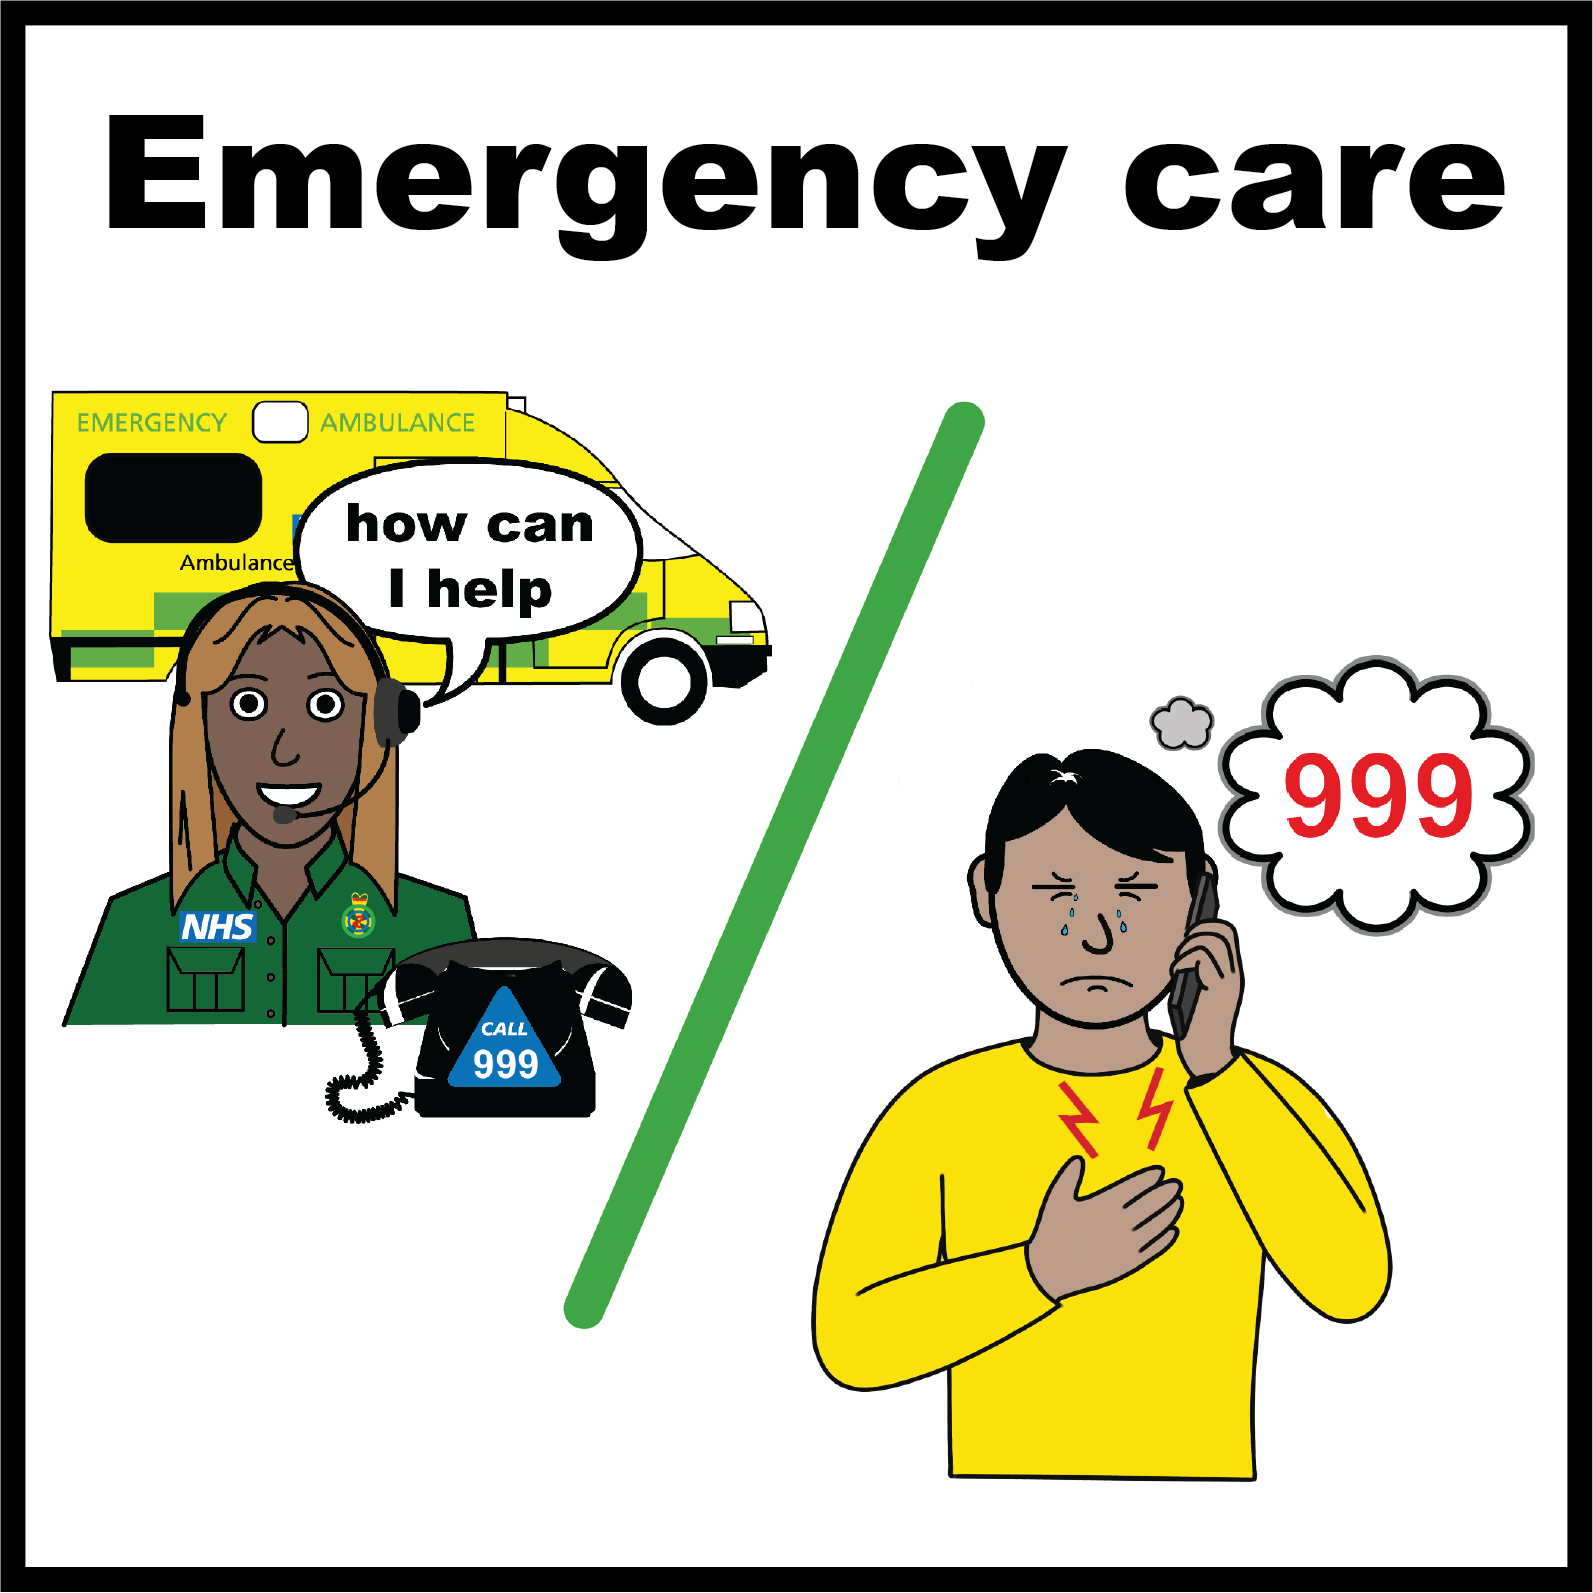 Emergency care
EMERGENCY AMBULANCE
how can
I help
Ambulance
NHS
CALL
999
999